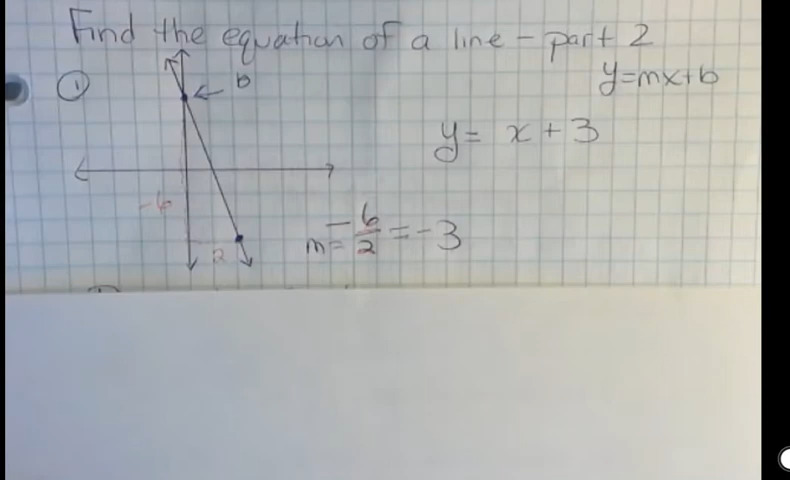 Find the equation of a line - part 2
y=mx+b
① b
y= x+3
-6
m= -6/2 = -3
2